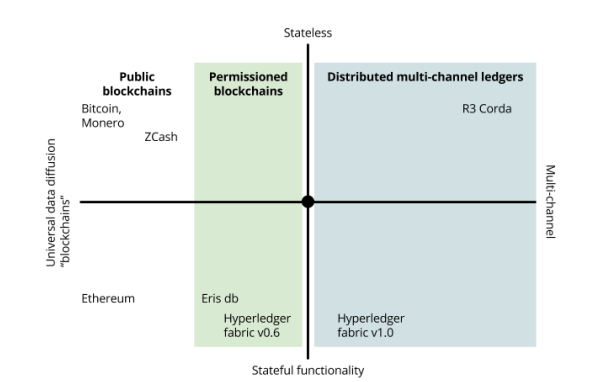 Stateless
Public
blockchains
Permissioned
blockchains
Distributed multi-channel ledgers
Bitcoin,
Monero
ZCash
R3 Corda
Universal data diffusion
“blockchains”
Multi-channel
Ethereum
Eris db
Hyperledger
fabric v0.6
Hyperledger
fabric v1.0
Stateful functionality